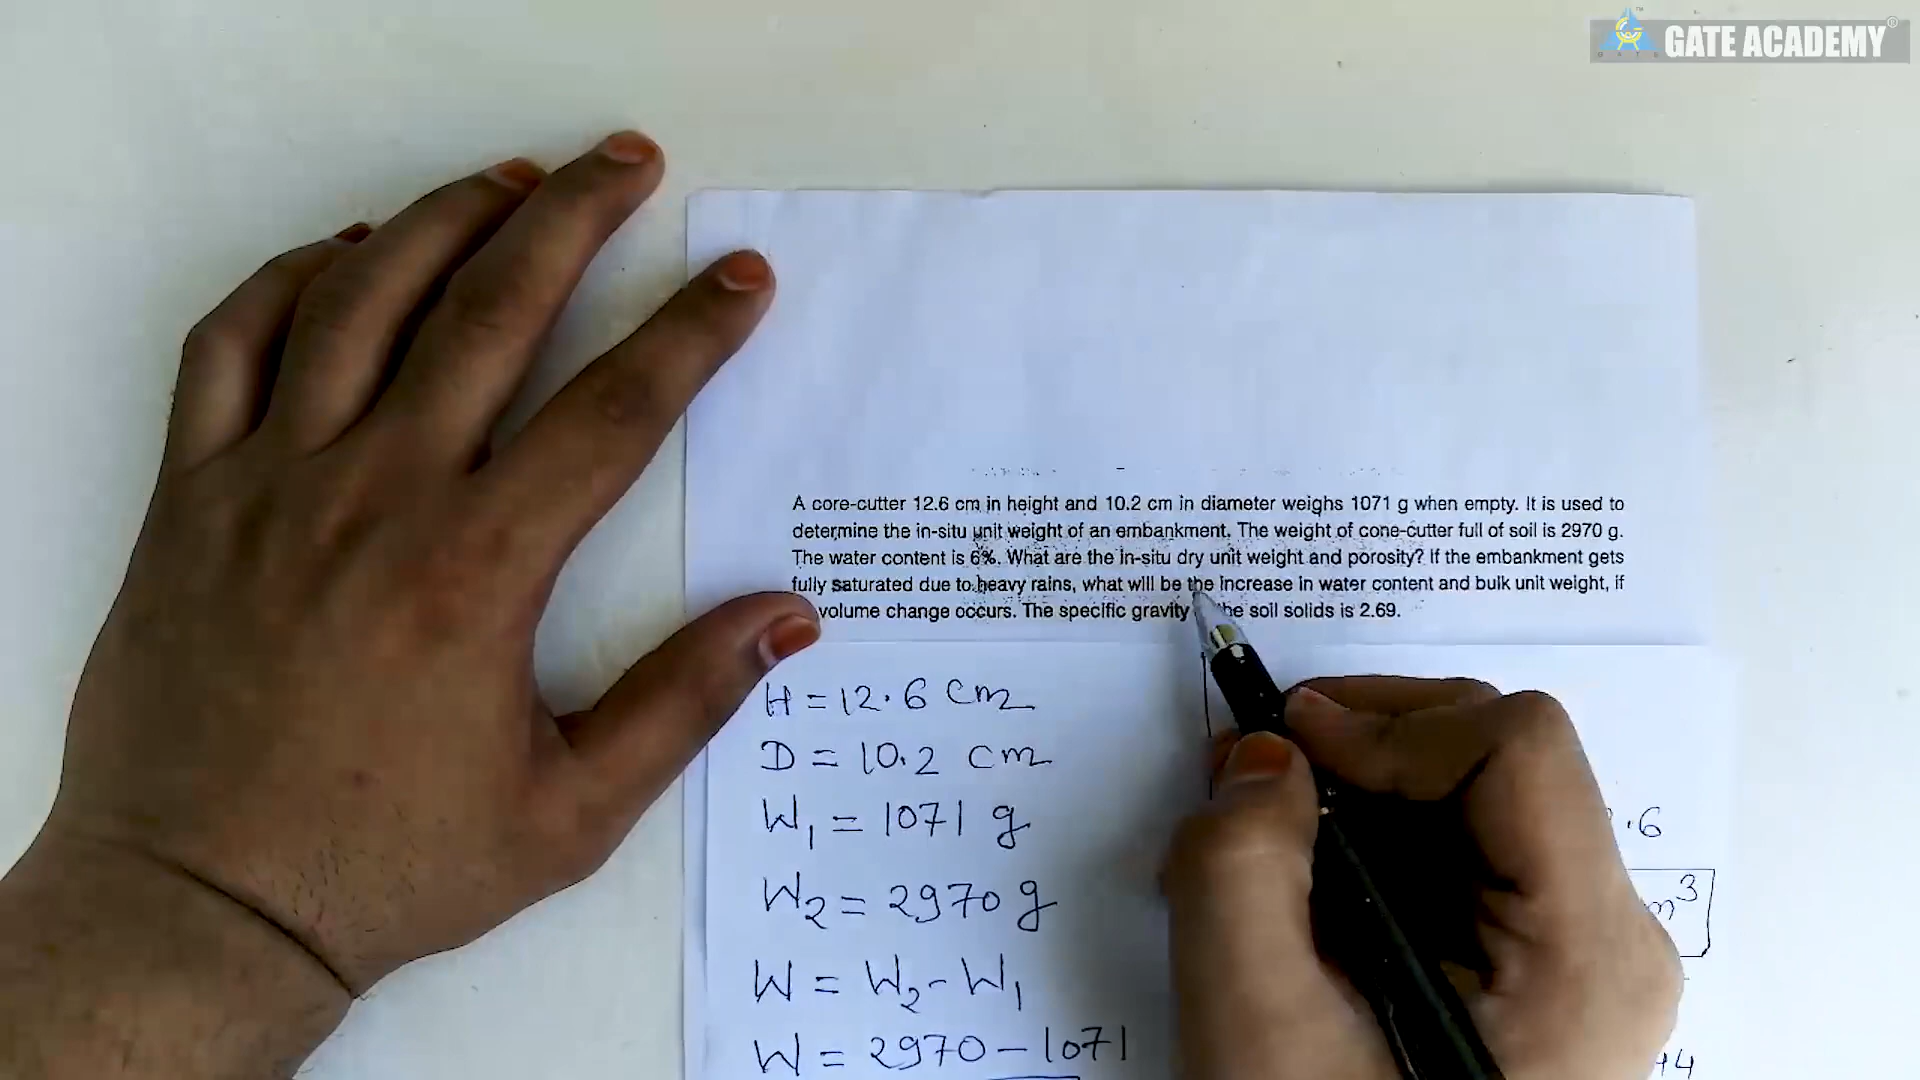 GATE ACADEMY
A core-cutter 12.6 cm in height and 10.2 cm in diameter weighs 1071 g when empty. It is used to
determine the in-situ unit weight of an embankment. The weight of cone-cutter full of soil is 2970 g.
The water content is 6%. What are the in-situ dry unit weight and porosity? If the embankment gets
fully saturated due to heavy rains, what will be the increase in water content and bulk unit weight, if
volume change occurs. The specific gravity the soil solids is 2.69.
H = 12.6 cm
D = 10.2 cm
W₁ = 1071 g
.6
W₂ = 2970 g
m³
W = W₂ - W₁
W = 2970 - 1071